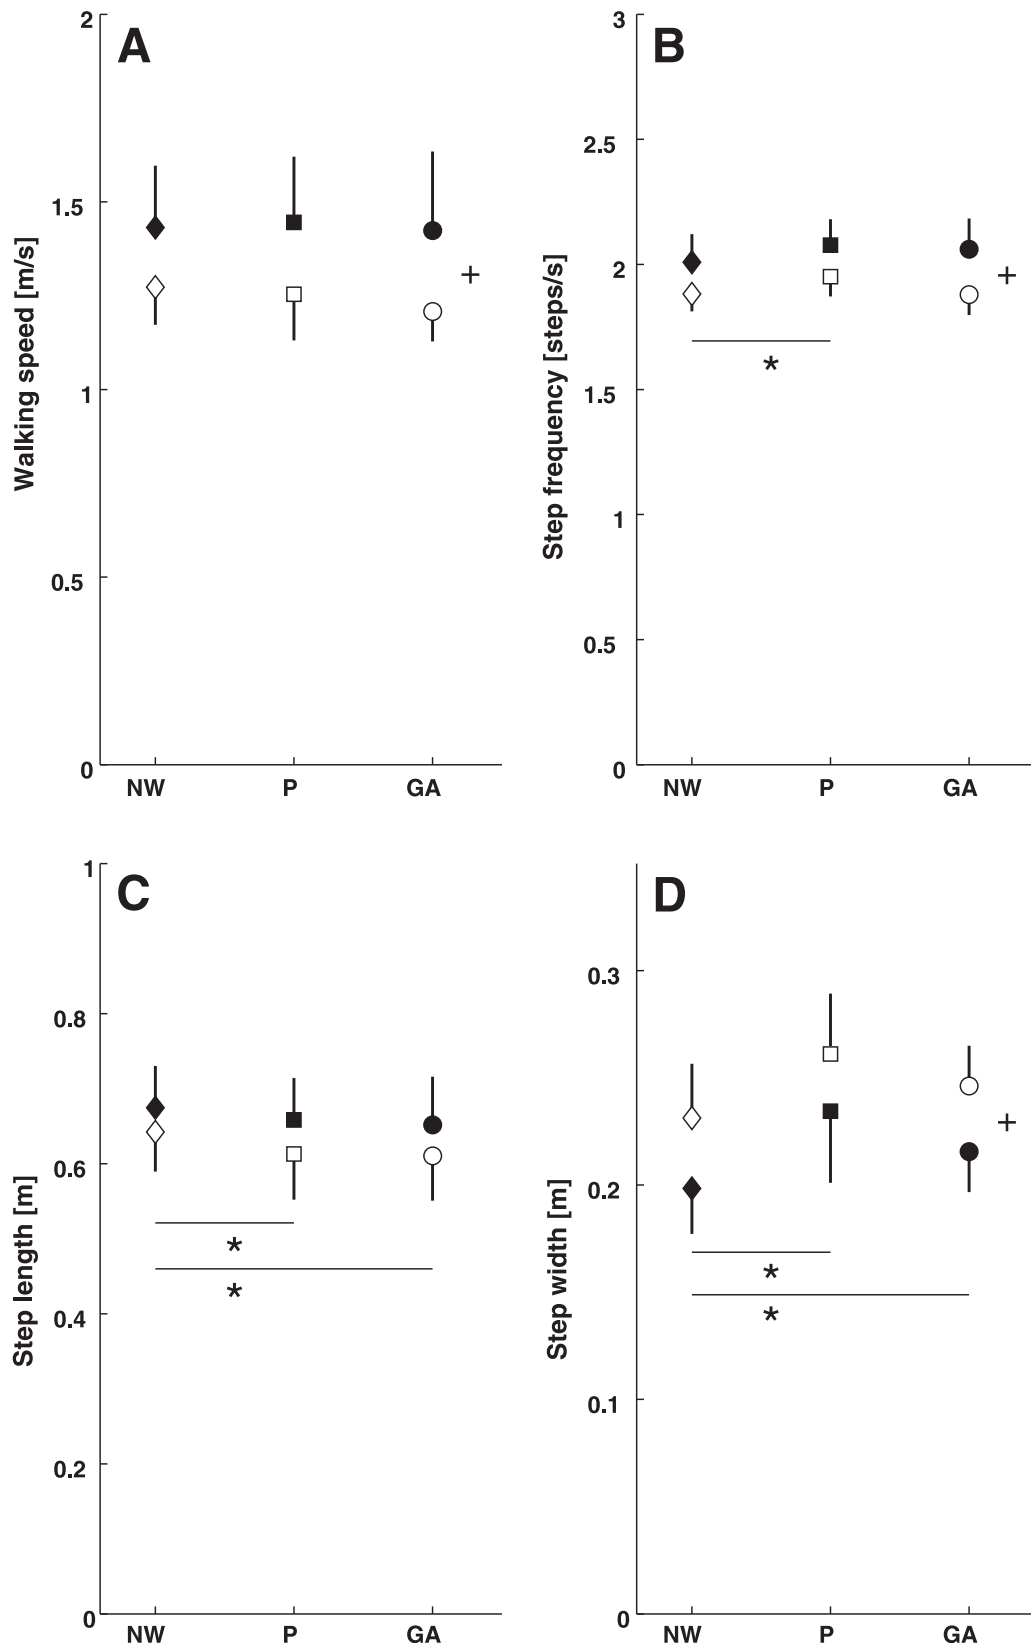 A
Walking speed [m/s]
2
1.5
1
0.5
0
NW P GA
+
B
Step frequency [steps/s]
3
2.5
2
1.5
1
0.5
0
NW P GA
+
*
C
Step length [m]
1
0.8
0.6
0.4
0.2
0
NW P GA
*
*
D
Step width [m]
0.3
0.2
0.1
0
NW P GA
+
*
*